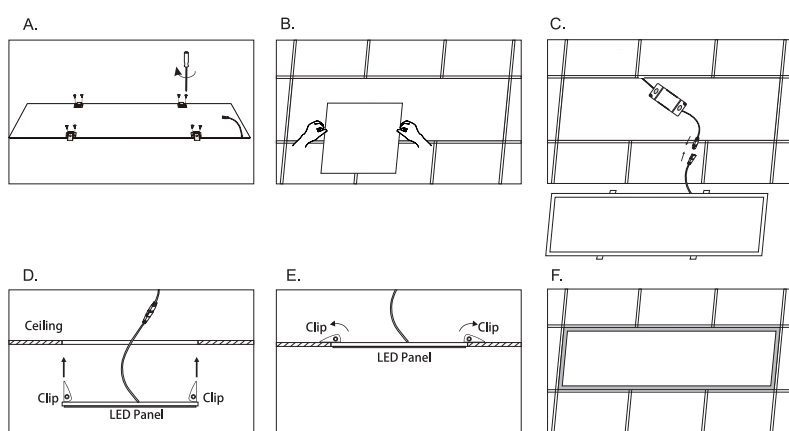 A.
B.
C.
D.
Ceiling
Clip
Clip
LED Panel
E.
Clip
Clip
LED Panel
F.